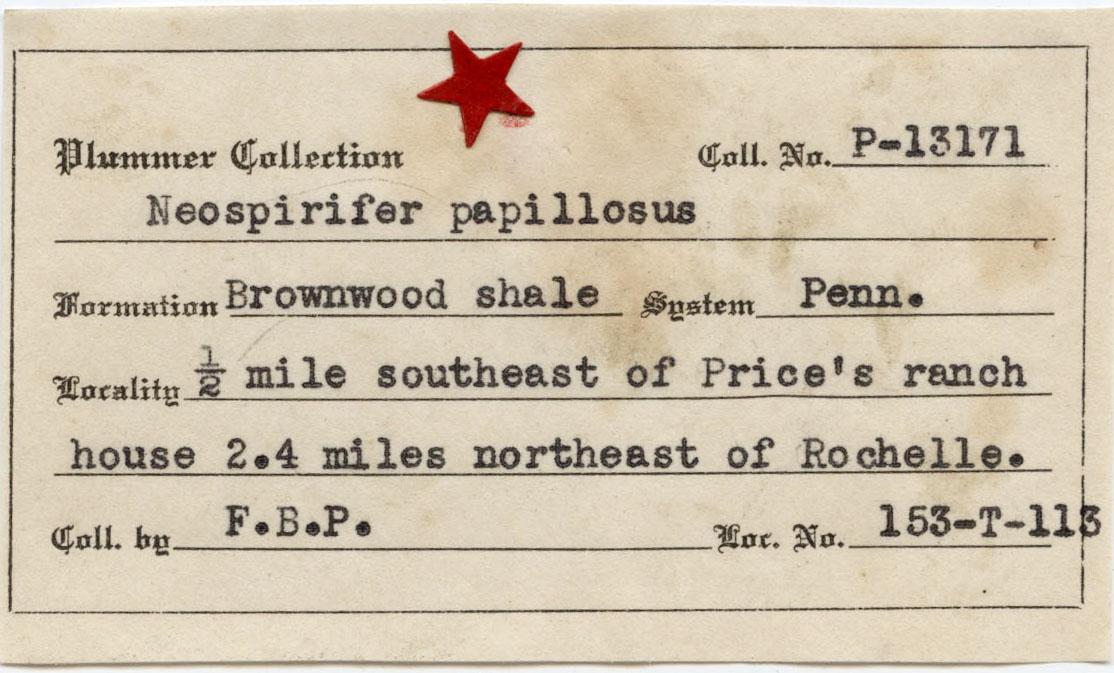 Plummer Collection Coll. No. P-13171
Neospirifer papillosus
Formation Brownwood shale System Penn.
Locality ½ mile southeast of Price's ranch
house 2.4 miles northeast of Rochelle.
Coll. by F.B.P. Loc. No. 153-T-113